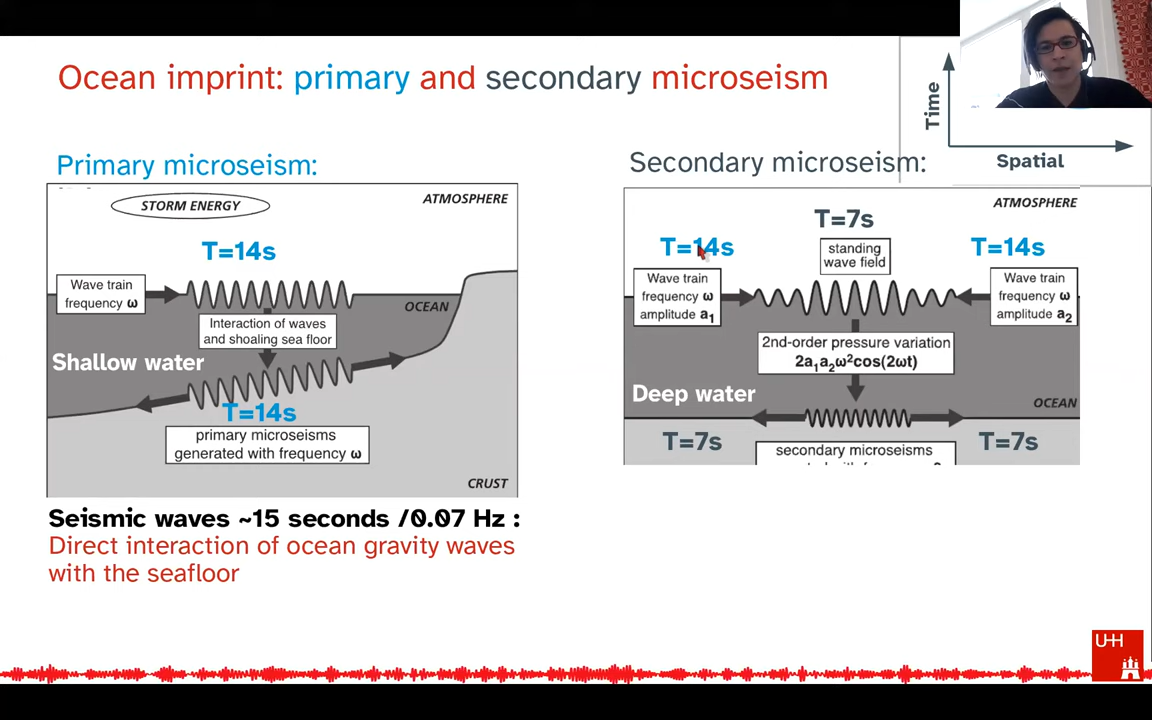 Ocean imprint: primary and secondary microseism
Time
Spatial
Primary microseism:
STORM ENERGY
ATMOSPHERE
T=14s
Wave train
frequency ω
OCEAN
Interaction of waves
and shoaling sea floor
Shallow water
T=14s
primary microseisms
generated with frequency ω
CRUST
Seismic waves ~15 seconds /0.07 Hz :
Direct interaction of ocean gravity waves
with the seafloor
Secondary microseism:
ATMOSPHERE
T=7s
T=14s
standing
wave field
T=14s
Wave train
frequency ω
amplitude a₁
Wave train
frequency ω
amplitude a₂
2nd-order pressure variation
2a₁a₂ω²cos(2ωt)
Deep water
OCEAN
T=7s
T=7s
secondary microseisms
UHH